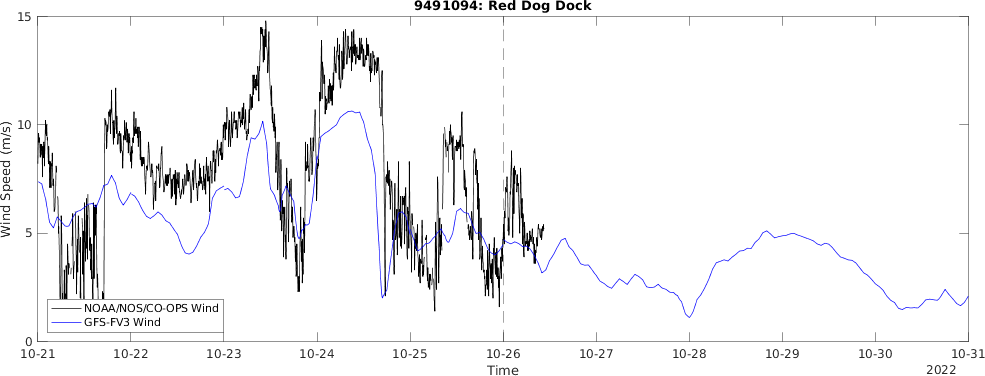 9491094: Red Dog Dock
15
10
5
0
Wind Speed (m/s)
NOAA/NOS/CO-OPS Wind
GFS-FV3 Wind
10-21 10-22 10-23 10-24 10-25 10-26 10-27 10-28 10-29 10-30 10-31
Time
2022